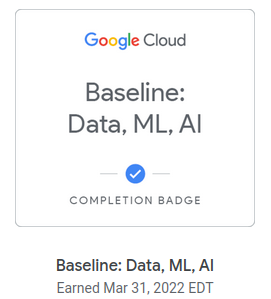 Google Cloud
Baseline:
Data, ML, AI
COMPLETION BADGE
Baseline: Data, ML, AI
Earned Mar 31, 2022 EDT